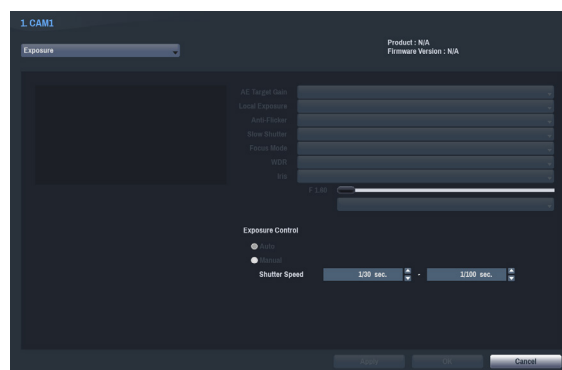 1. CAM1
Exposure
Product : N/A
Firmware Version : N/A
AE Target Gain
Local Exposure
Anti-Flicker
Slow Shutter
Focus Mode
WDR
Iris
F 1.00
Exposure Control
Auto
Manual
Shutter Speed 1/30 sec. - 1/100 sec.
Apply OK Cancel